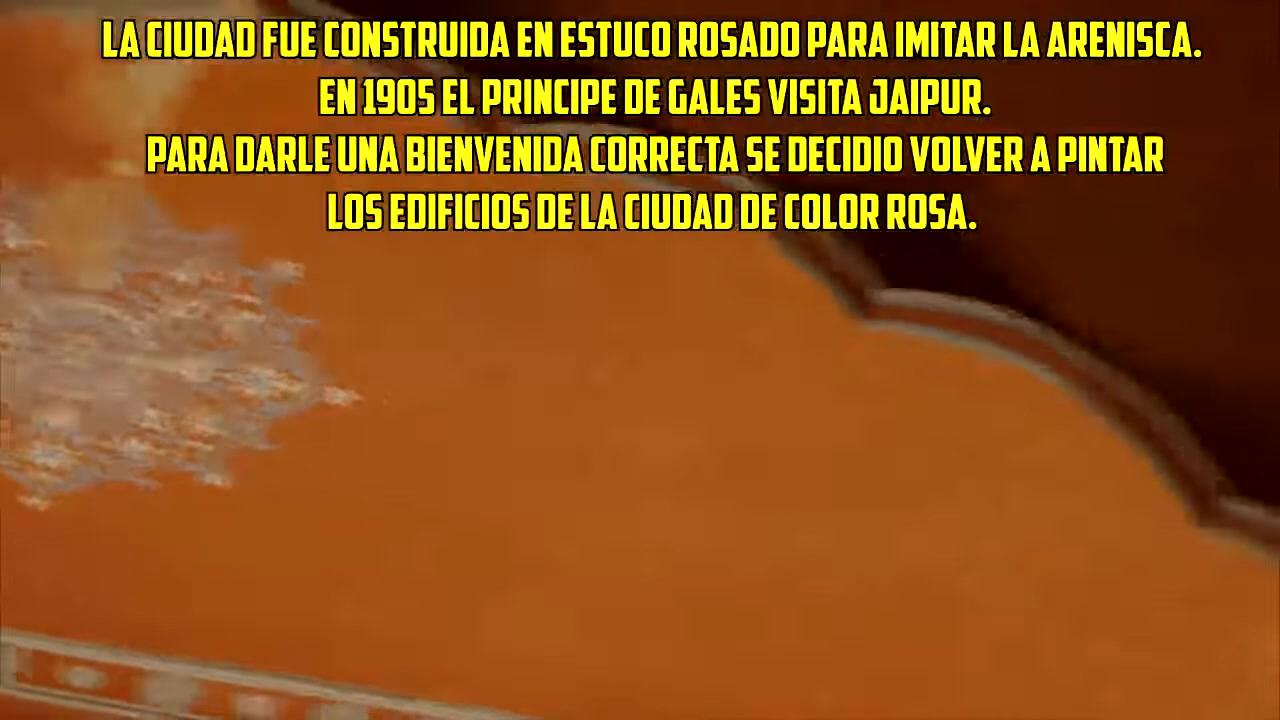 LA CIUDAD FUE CONSTRUIDA EN ESTUCO ROSADO PARA IMITAR LA ARENISCA.
EN 1905 EL PRINCIPE DE GALES VISITA JAIPUR.
PARA DARLE UNA BIENVENIDA CORRECTA SE DECIDIO VOLVER A PINTAR
LOS EDIFICIOS DE LA CIUDAD DE COLOR ROSA.